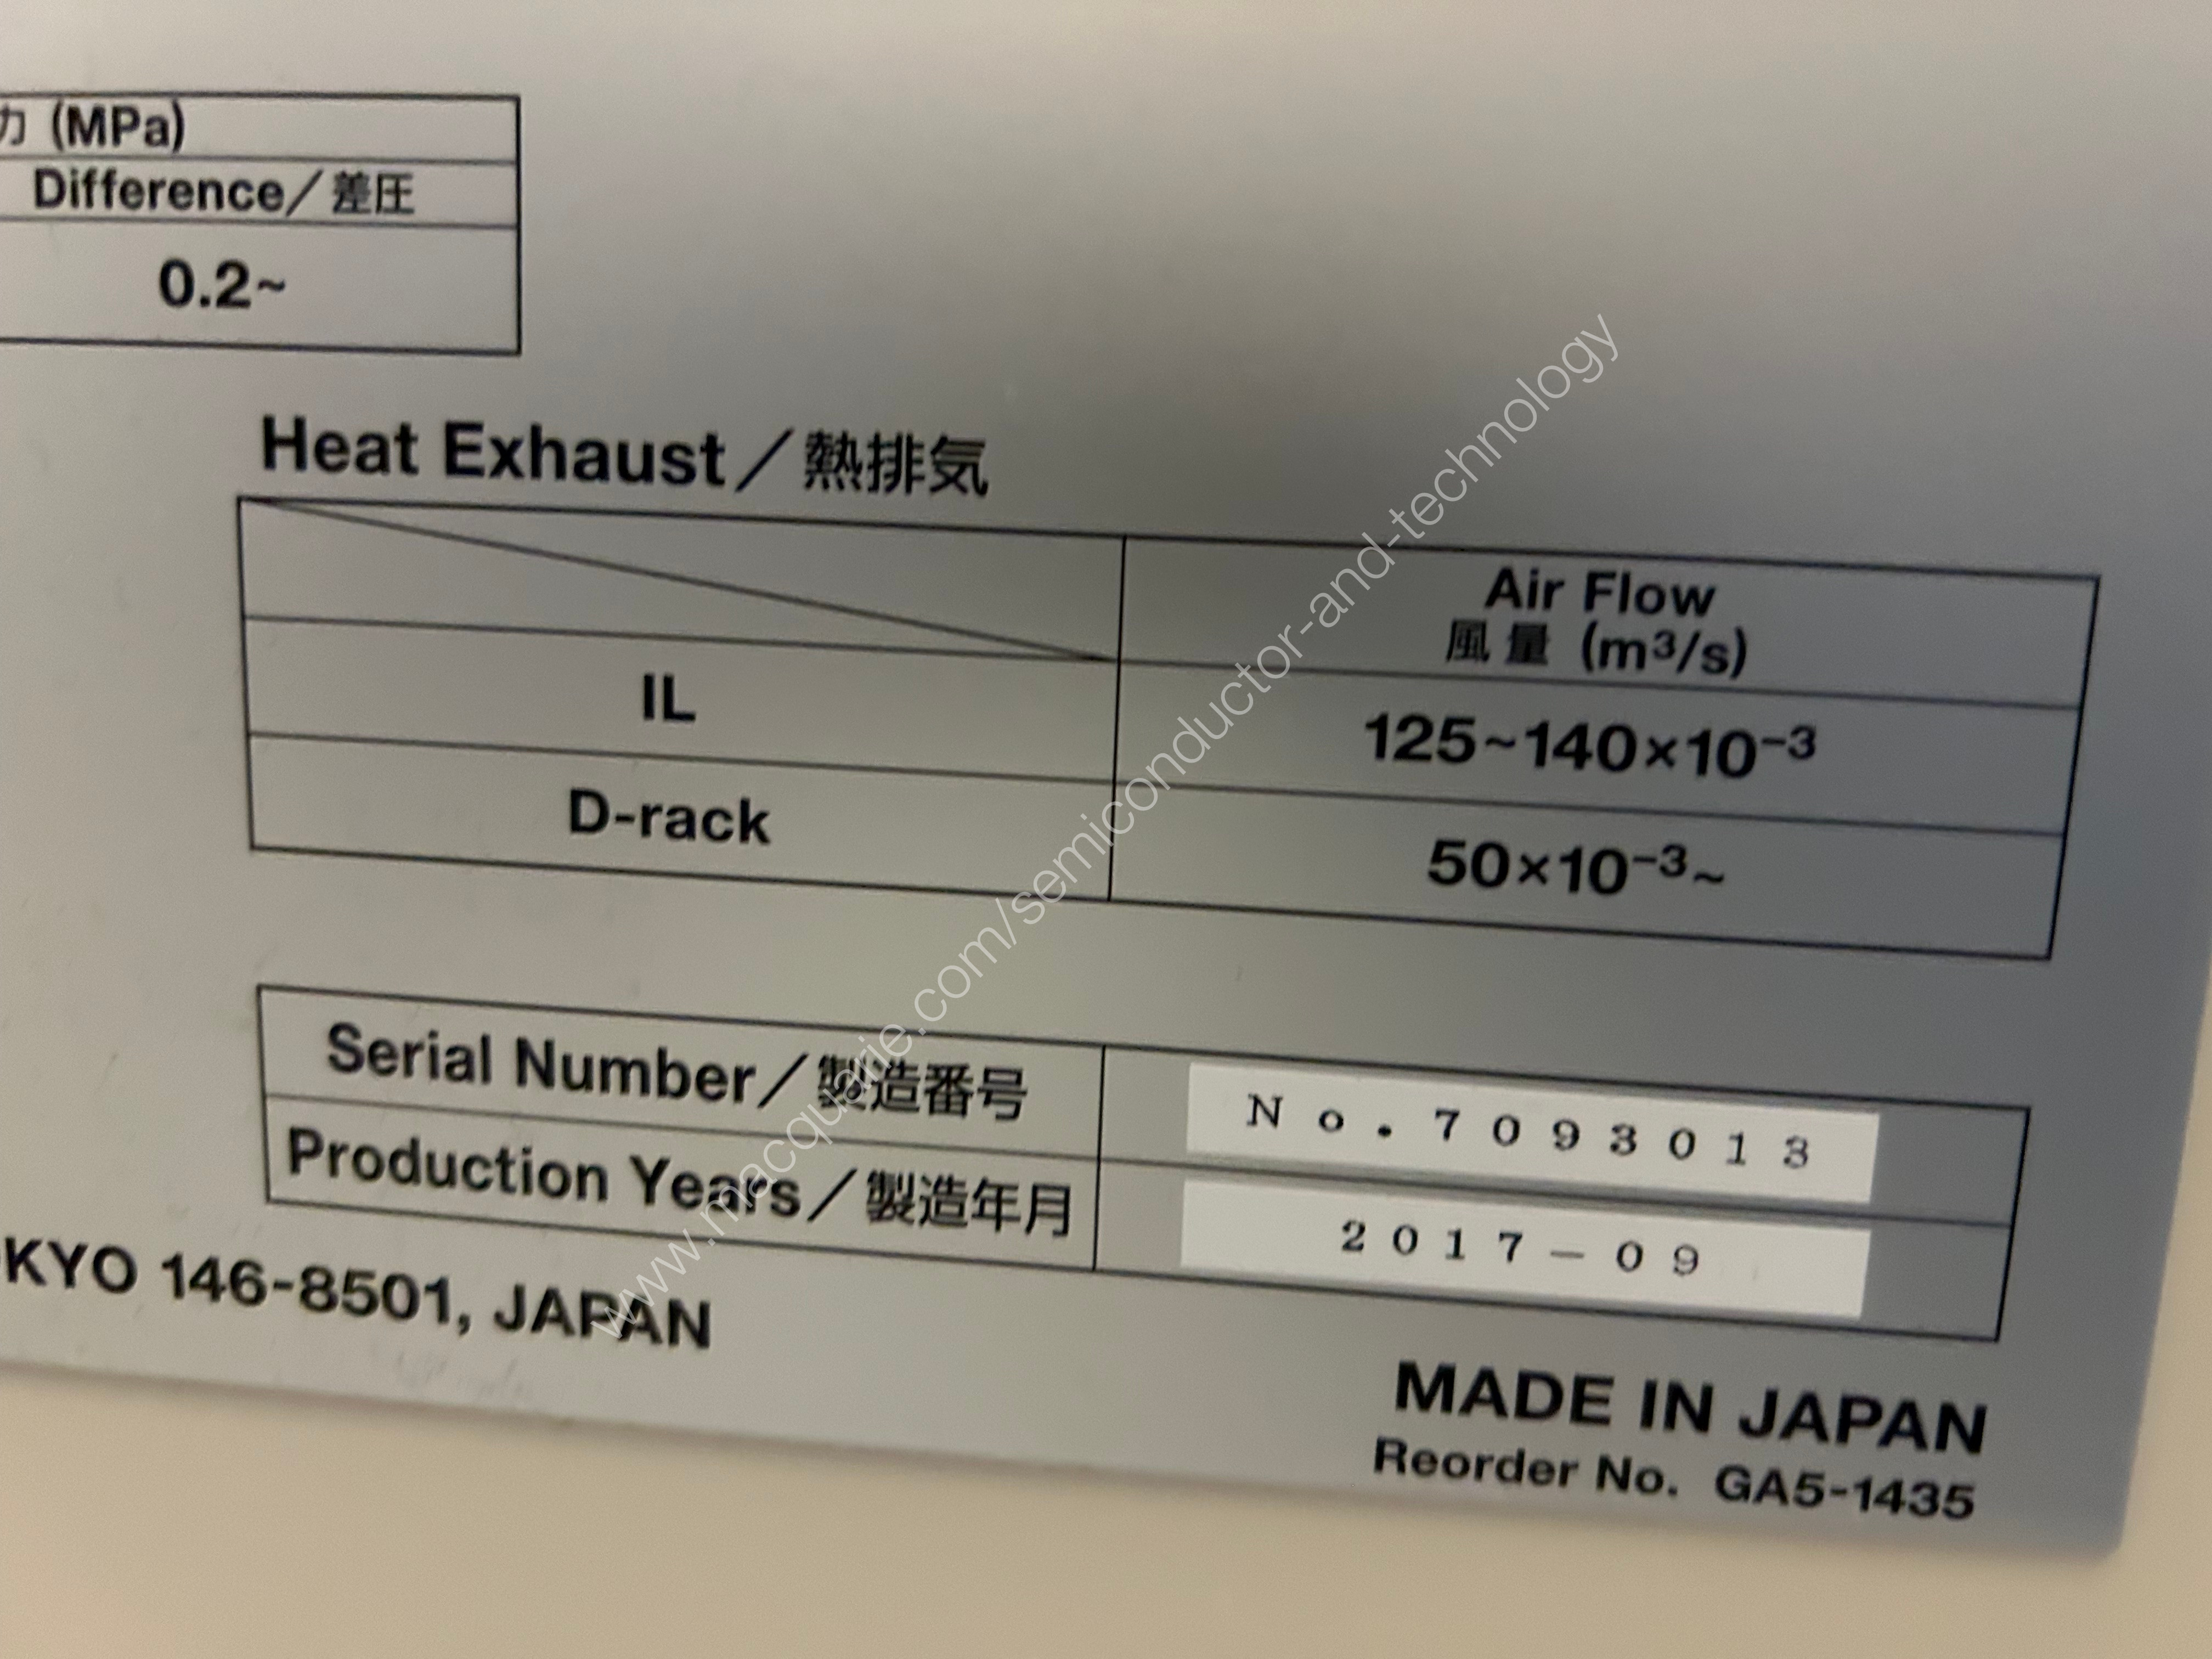 力 (MPa)
Difference／差圧
0.2~
Heat Exhaust／熱排気
Air Flow
風量 (m³/s)
IL
125~140×10⁻³
D-rack
50×10⁻³~
Serial Number／製造番号
No.7093013
Production Years／製造年月
2017-09
KYO 146-8501, JAPAN
MADE IN JAPAN
Reorder No. GA5-1435
www.macquarie.com/semiconductor-and-technology